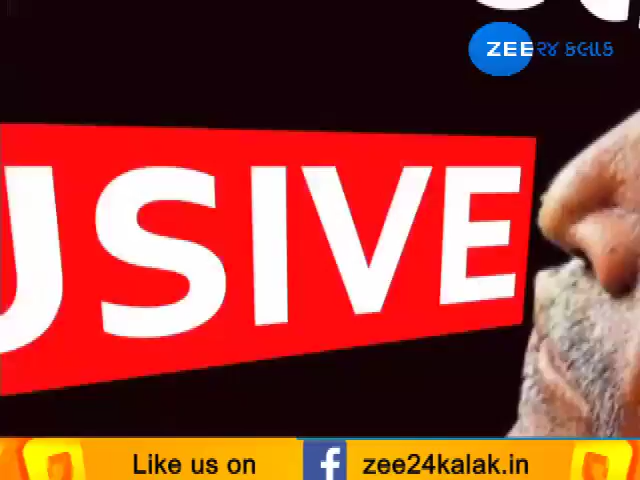 ZEE ૨૪ કલાક
USIVE
Like us on
zee24kalak.in